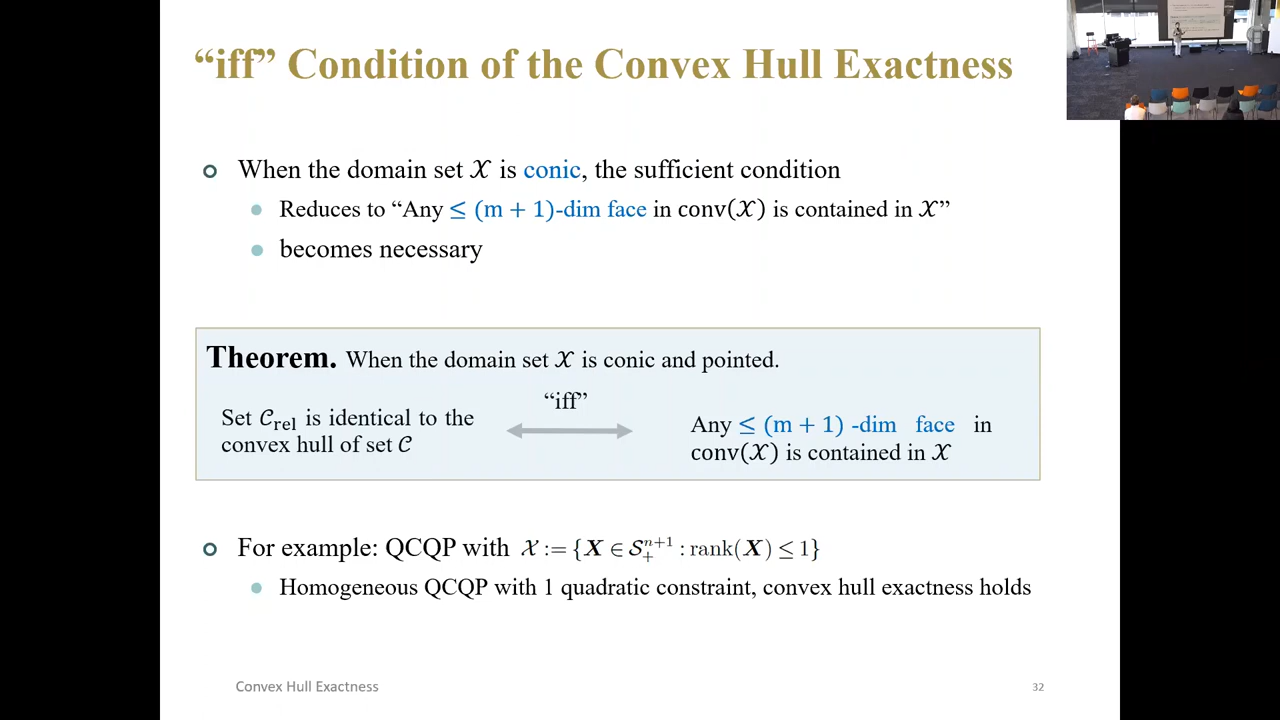 “iff” Condition of the Convex Hull Exactness
When the domain set 𝒳 is conic, the sufficient condition
Reduces to “Any ≤ (m + 1)-dim face in conv(𝒳) is contained in 𝒳”
becomes necessary
Theorem. When the domain set 𝒳 is conic and pointed.
Set 𝒞rel is identical to the
convex hull of set 𝒞
“iff”
Any ≤ (m + 1) -dim face in
conv(𝒳) is contained in 𝒳
For example: QCQP with 𝒳 := {X ∈ 𝒮₊ⁿ⁺¹ : rank(X) ≤ 1}
Homogeneous QCQP with 1 quadratic constraint, convex hull exactness holds
Convex Hull Exactness
32